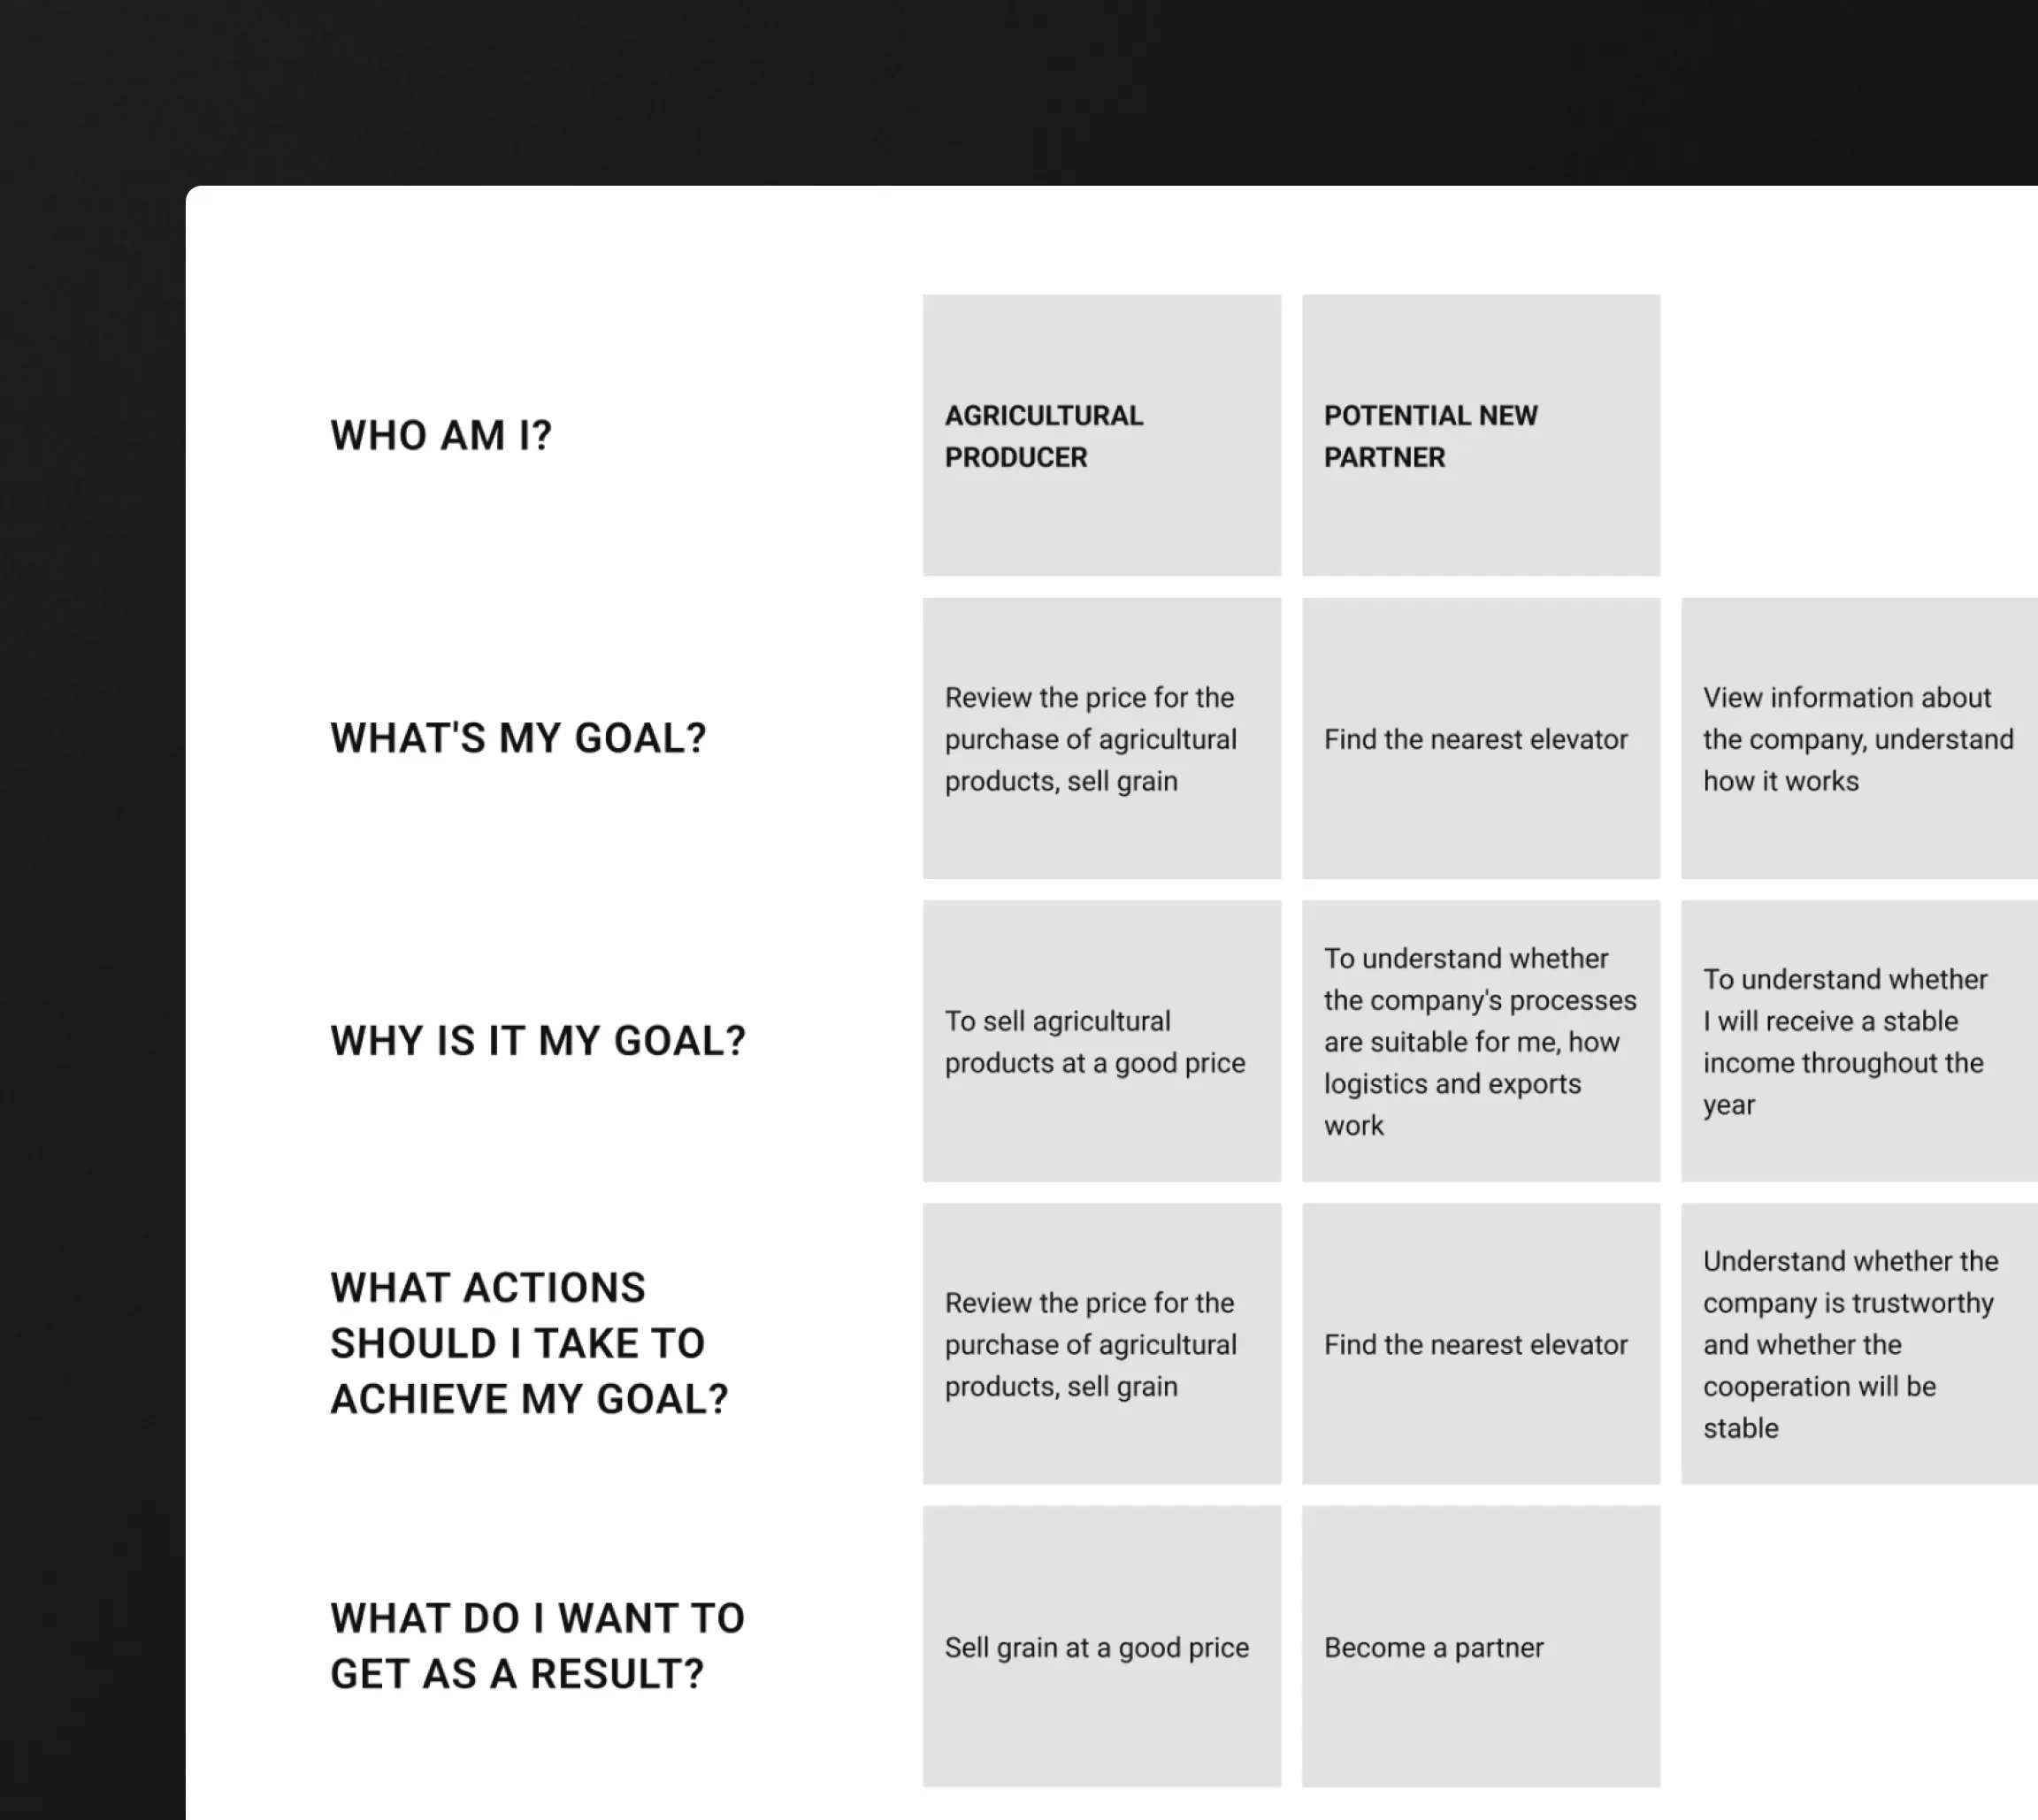 WHO AM I?
AGRICULTURAL
PRODUCER
POTENTIAL NEW
PARTNER
WHAT'S MY GOAL?
Review the price for the
purchase of agricultural
products, sell grain
Find the nearest elevator
View information about
the company, understand
how it works
WHY IS IT MY GOAL?
To sell agricultural
products at a good price
To understand whether
the company's processes
are suitable for me, how
logistics and exports
work
To understand whether
I will receive a stable
income throughout the
year
WHAT ACTIONS
SHOULD I TAKE TO
ACHIEVE MY GOAL?
Review the price for the
purchase of agricultural
products, sell grain
Find the nearest elevator
Understand whether the
company is trustworthy
and whether the
cooperation will be
stable
WHAT DO I WANT TO
GET AS A RESULT?
Sell grain at a good price
Become a partner